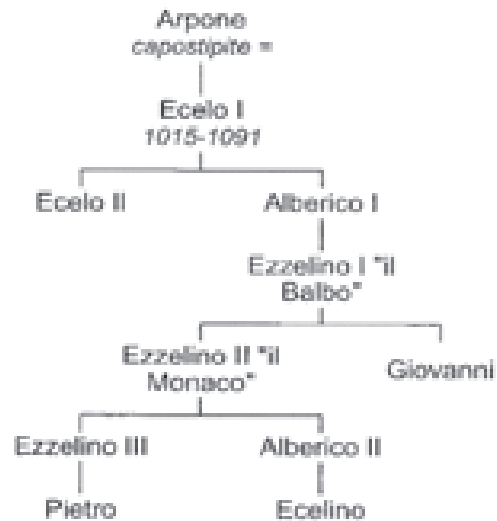 Arpone
capostipite =
Ecelo I
1015-1091
Ecelo II Alberico I
Ezzelino I "il
Balbo"
Ezzelino II "il
Monaco"
Giovanni
Ezzelino III Alberico II
Pietro Ecelino